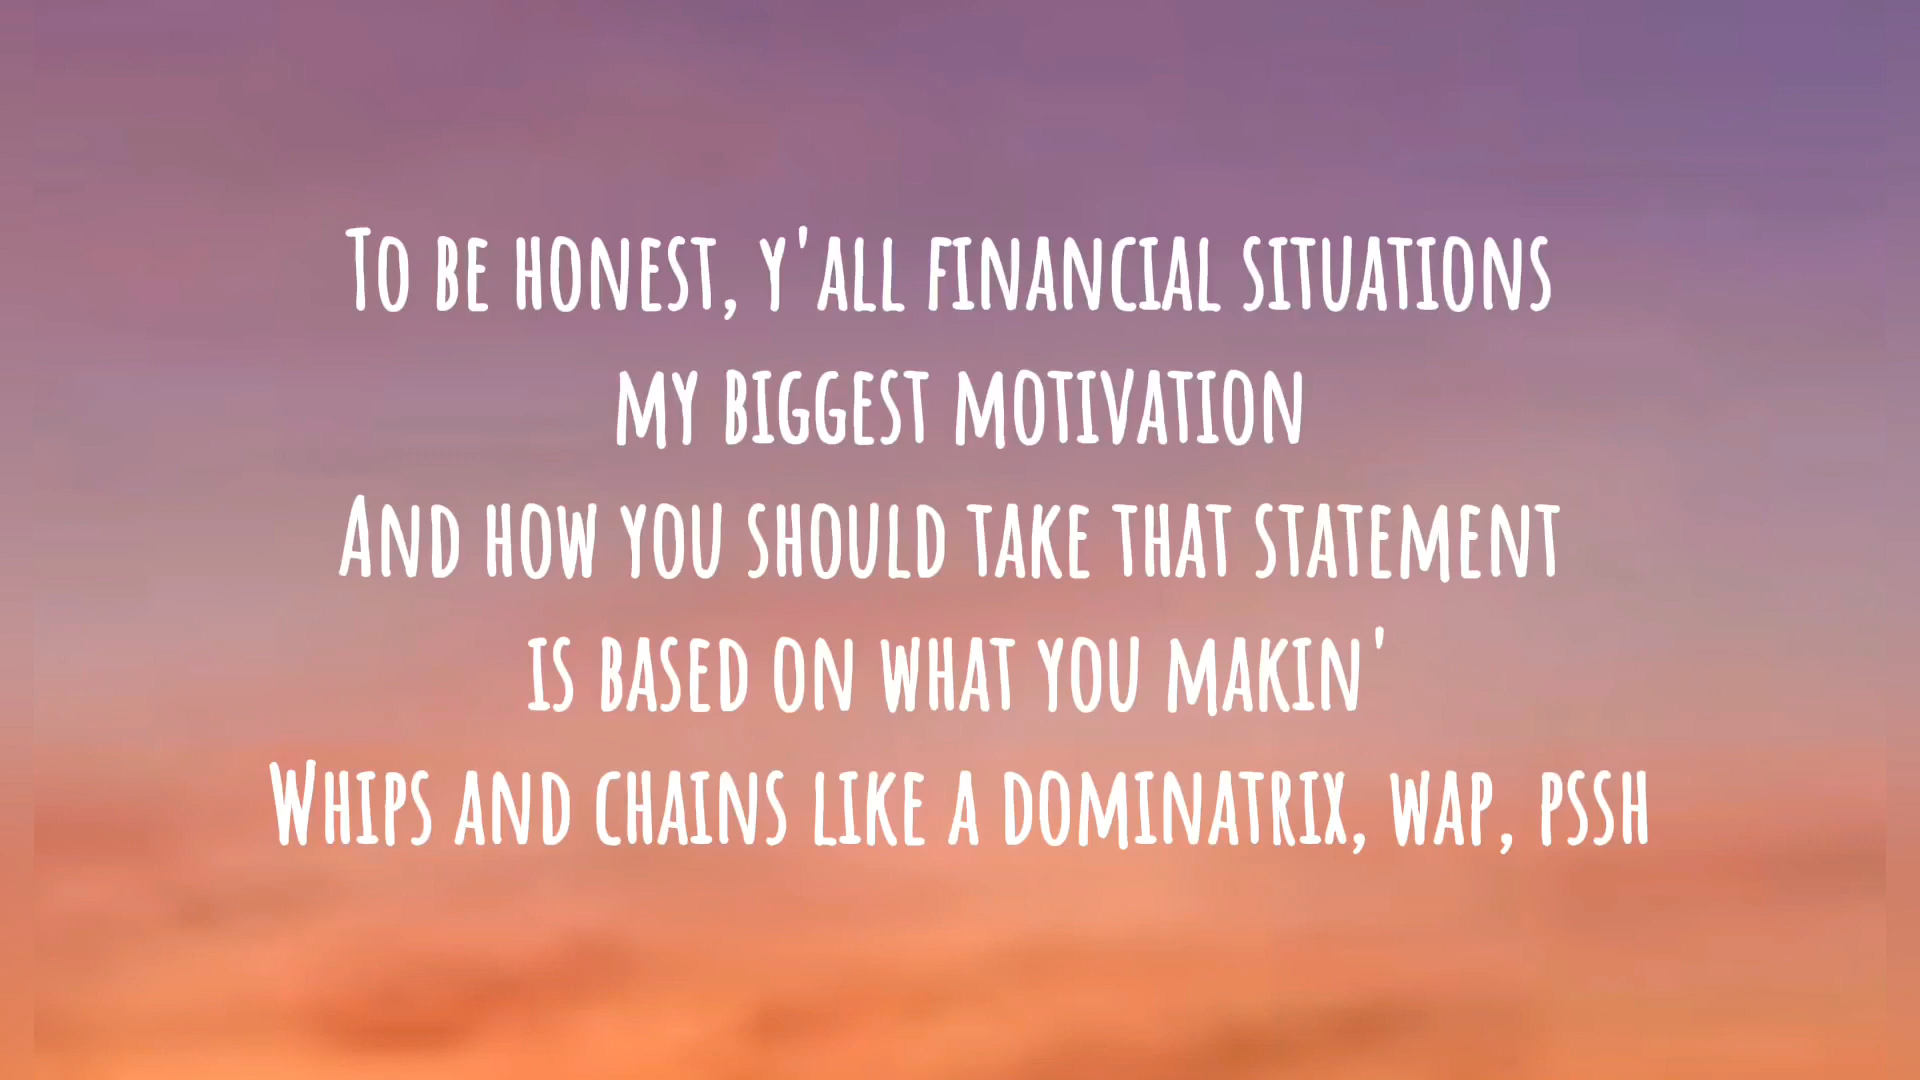 To be honest, y'all financial situations
my biggest motivation
And how you should take that statement
is based on what you makin'
Whips and chains like a dominatrix, wap, pssh